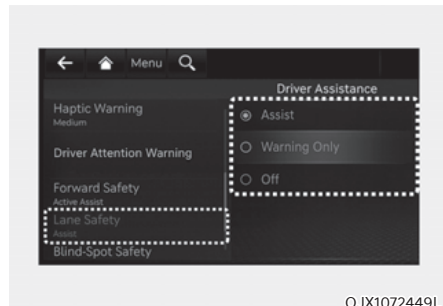 Menu
Driver Assistance
Haptic Warning
Medium
Driver Attention Warning
Forward Safety
Active Assist
Lane Safety
Assist
Blind-Spot Safety
Assist
Warning Only
Off
OJX1072449L